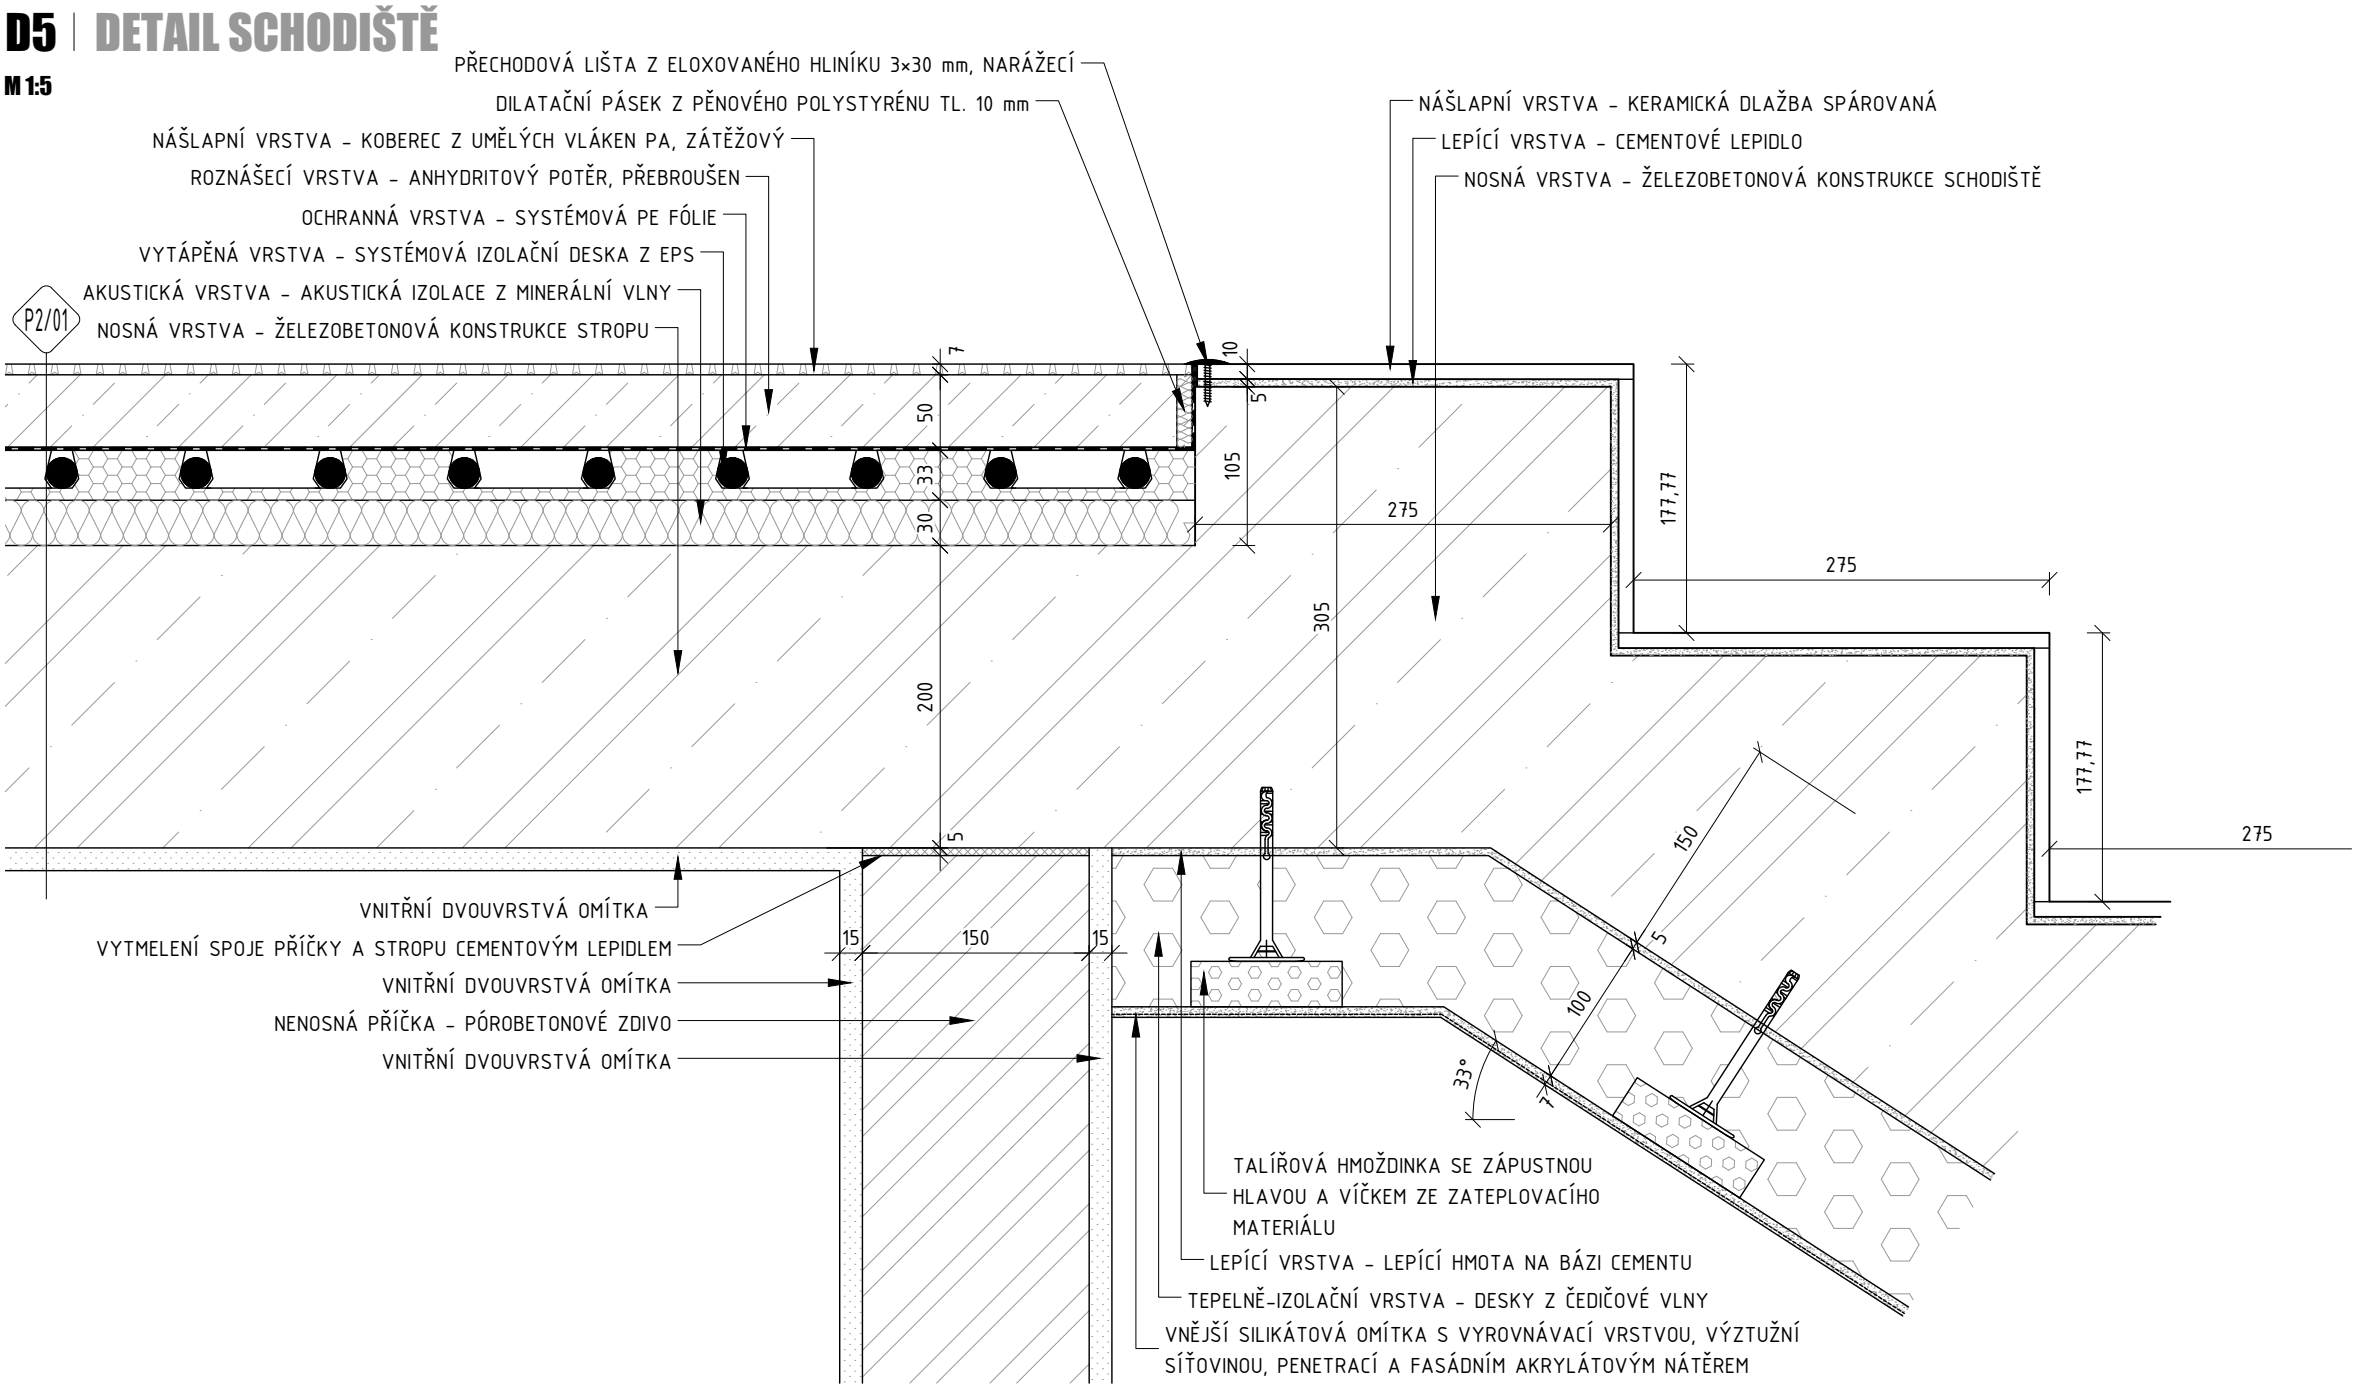 D5 | DETAIL SCHODIŠTĚ
M 1:5
PŘECHODOVÁ LIŠTA Z ELOXOVANÉHO HLINÍKU 3×30 mm, NARÁŽECÍ
DILATAČNÍ PÁSEK Z PĚNOVÉHO POLYSTYRÉNU TL. 10 mm
NÁŠLAPNÍ VRSTVA - KOBEREC Z UMĚLÝCH VLÁKEN PA, ZÁTĚŽOVÝ
ROZNÁŠECÍ VRSTVA - ANHYDRITOVÝ POTĚR, PŘEBROUŠEN
OCHRANNÁ VRSTVA - SYSTÉMOVÁ PE FÓLIE
VYTÁPĚNÁ VRSTVA - SYSTÉMOVÁ IZOLAČNÍ DESKA Z EPS
AKUSTICKÁ VRSTVA - AKUSTICKÁ IZOLACE Z MINERÁLNÍ VLNY
NOSNÁ VRSTVA - ŽELEZOBETONOVÁ KONSTRUKCE STROPU
P2/01
NÁŠLAPNÍ VRSTVA - KERAMICKÁ DLAŽBA SPÁROVANÁ
LEPÍCÍ VRSTVA - CEMENTOVÉ LEPIDLO
NOSNÁ VRSTVA - ŽELEZOBETONOVÁ KONSTRUKCE SCHODIŠTĚ
7
50
33
30
200
5
10
5
105
275
305
177,77
275
177,77
275
150
5
100
7
33°
15
150
15
VNITŘNÍ DVOUVRSTVÁ OMÍTKA
VYTMELENÍ SPOJE PŘÍČKY A STROPU CEMENTOVÝM LEPIDLEM
VNITŘNÍ DVOUVRSTVÁ OMÍTKA
NENOSNÁ PŘÍČKA - PÓROBETONOVÉ ZDIVO
VNITŘNÍ DVOUVRSTVÁ OMÍTKA
TALÍŘOVÁ HMOŽDINKA SE ZÁPUSTNOU
HLAVOU A VÍČKEM ZE ZATEPLOVACÍHO
MATERIÁLU
LEPÍCÍ VRSTVA - LEPÍCÍ HMOTA NA BÁZI CEMENTU
TEPELNĚ-IZOLAČNÍ VRSTVA - DESKY Z ČEDIČOVÉ VLNY
VNĚJŠÍ SILIKÁTOVÁ OMÍTKA S VYROVNÁVACÍ VRSTVOU, VÝZTUŽNÍ
SÍŤOVINOU, PENETRACÍ A FASÁDNÍM AKRYLÁTOVÝM NÁTĚREM